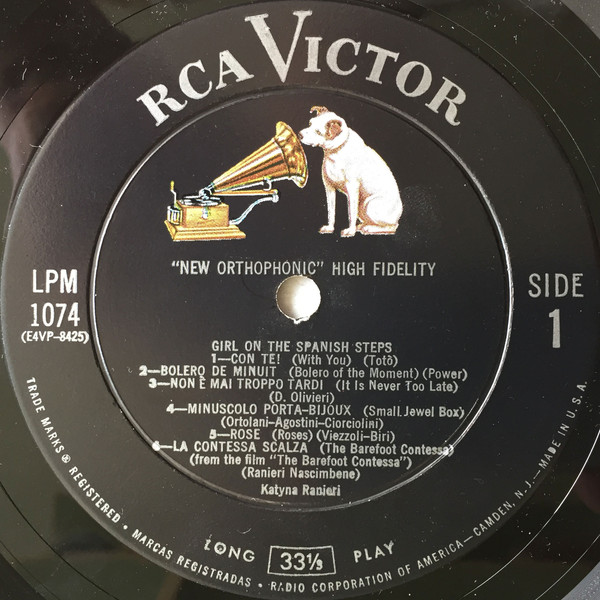 RCA VICTOR
"NEW ORTHOPHONIC" HIGH FIDELITY
LPM
1074
(E4VP-8425)
SIDE
1
GIRL ON THE SPANISH STEPS
1—CON TE! (With You) (Totò)
2—BOLERO DE MINUIT (Bolero of the Moment) (Power)
3—NON È MAI TROPPO TARDI (It Is Never Too Late)
(D. Olivieri)
4—MINUSCOLO PORTA-BIJOUX (Small Jewel Box)
(Ortolani-Agostini-Ciorciolini)
5—ROSE (Roses) (Viezzoli-Biri)
6—LA CONTESSA SCALZA (The Barefoot Contessa)
(from the film "The Barefoot Contessa")
(Ranieri Nascimbene)
Katyna Ranieri
LONG 33⅓ PLAY
TRADE MARKS ® REGISTERED • MARCAS REGISTRADAS • RADIO CORPORATION OF AMERICA—CAMDEN, N. J.—MADE IN U.S.A.